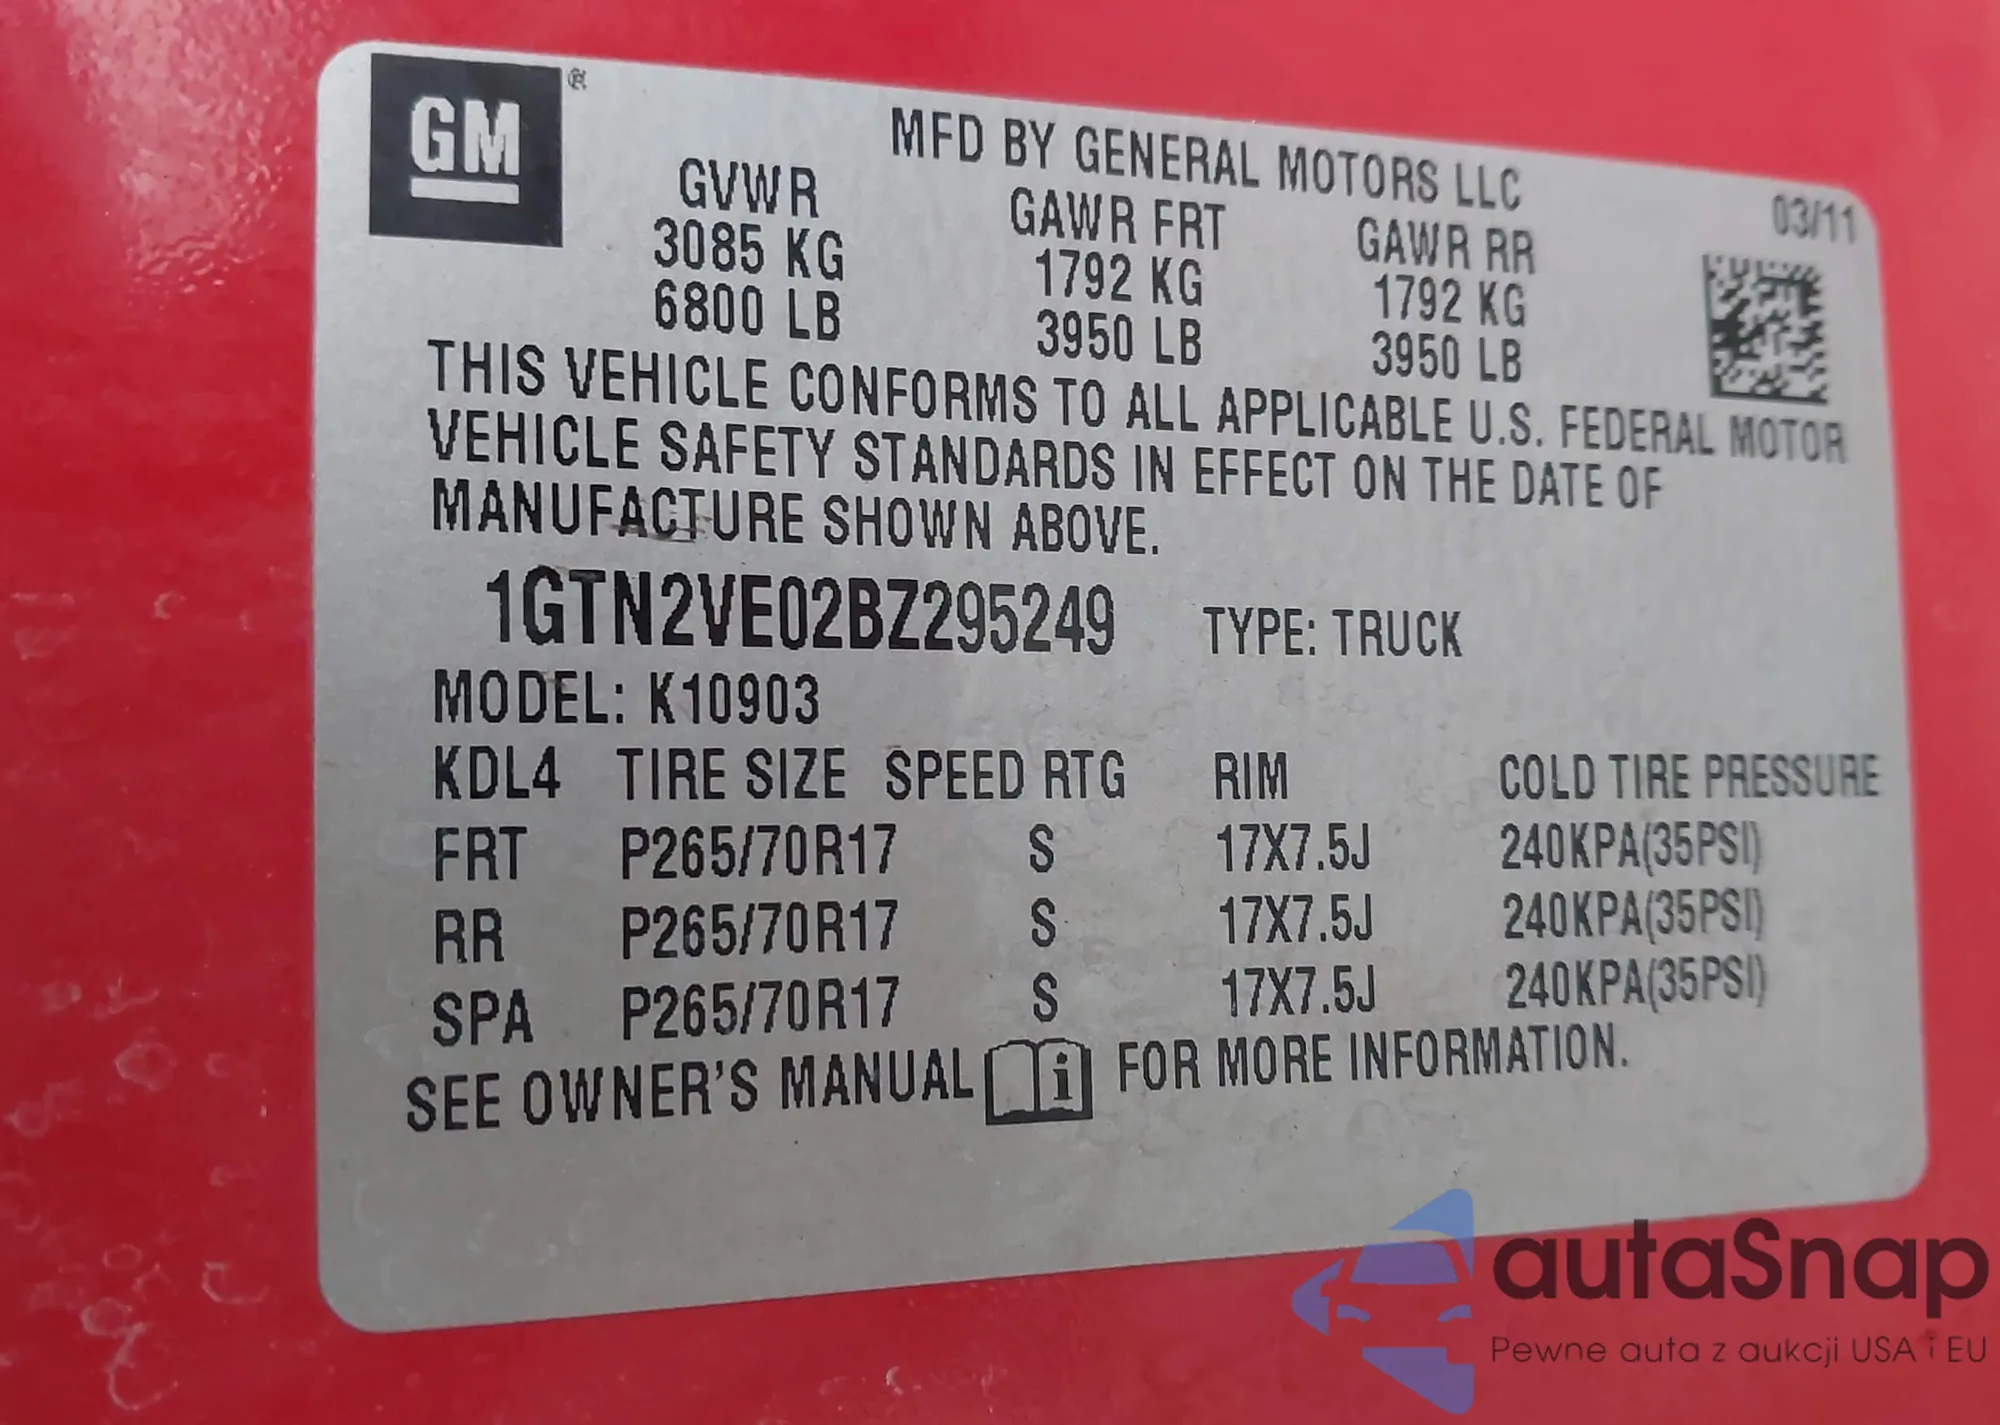 GM
®
MFD BY GENERAL MOTORS LLC
03/11
GVWR GAWR FRT GAWR RR
3085 KG 1792 KG 1792 KG
6800 LB 3950 LB 3950 LB
THIS VEHICLE CONFORMS TO ALL APPLICABLE U.S. FEDERAL MOTOR
VEHICLE SAFETY STANDARDS IN EFFECT ON THE DATE OF
MANUFACTURE SHOWN ABOVE.
1GTN2VE02BZ295249 TYPE: TRUCK
MODEL: K10903
KDL4 TIRE SIZE SPEED RTG RIM COLD TIRE PRESSURE
FRT P265/70R17 S 17X7.5J 240KPA(35PSI)
RR P265/70R17 S 17X7.5J 240KPA(35PSI)
SPA P265/70R17 S 17X7.5J 240KPA(35PSI)
SEE OWNER'S MANUAL i FOR MORE INFORMATION.
autaSnap
Pewne auta z aukcji USA i EU